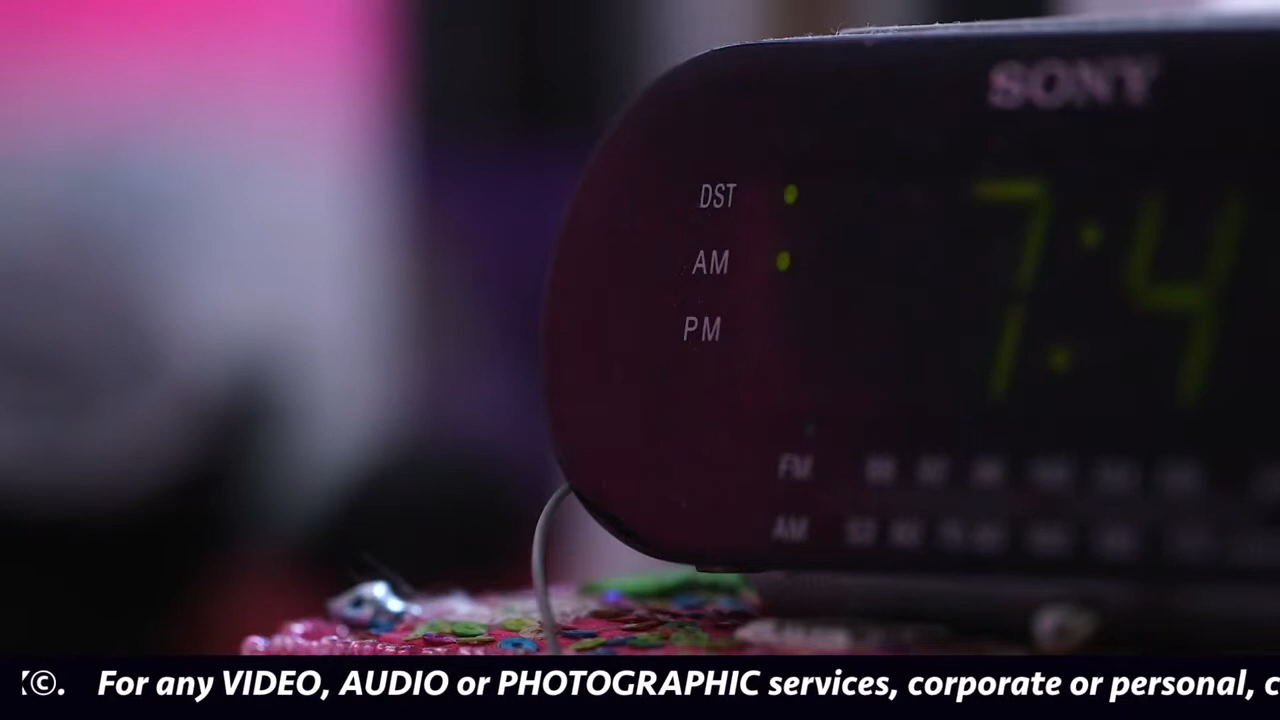 SONY
DST
AM
7:4
PM
FM
AM
©. For any VIDEO, AUDIO or PHOTOGRAPHIC services, corporate or personal, c